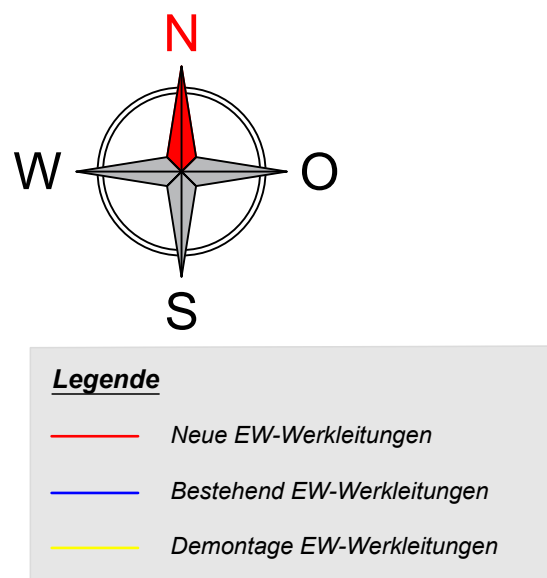 N
W O
S
Legende
Neue EW-Werkleitungen
Bestehend EW-Werkleitungen
Demontage EW-Werkleitungen